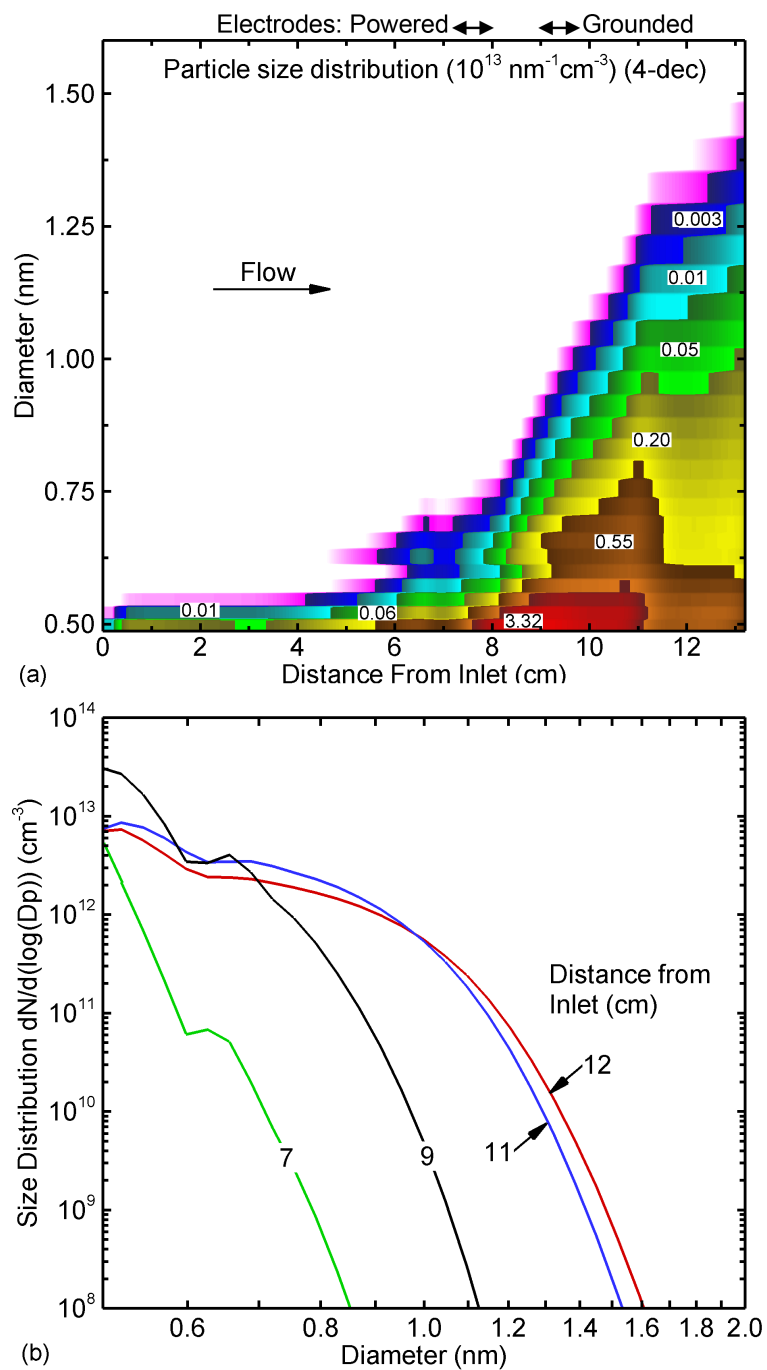 Electrodes: Powered Grounded
Particle size distribution (10¹³ nm⁻¹cm⁻³) (4-dec)
1.50
1.25
1.00
0.75
0.50
Diameter (nm)
Flow
0.003
0.01
0.05
0.20
0.55
0.01
0.06
3.32
0 2 4 6 8 10 12
Distance From Inlet (cm)
(a)
10¹⁴
10¹³
10¹²
10¹¹
10¹⁰
10⁹
10⁸
Size Distribution dN/d(log(Dp)) (cm⁻³)
Distance from
Inlet (cm)
12
11
9
7
0.6 0.8 1.0 1.2 1.4 1.6 1.8 2.0
Diameter (nm)
(b)